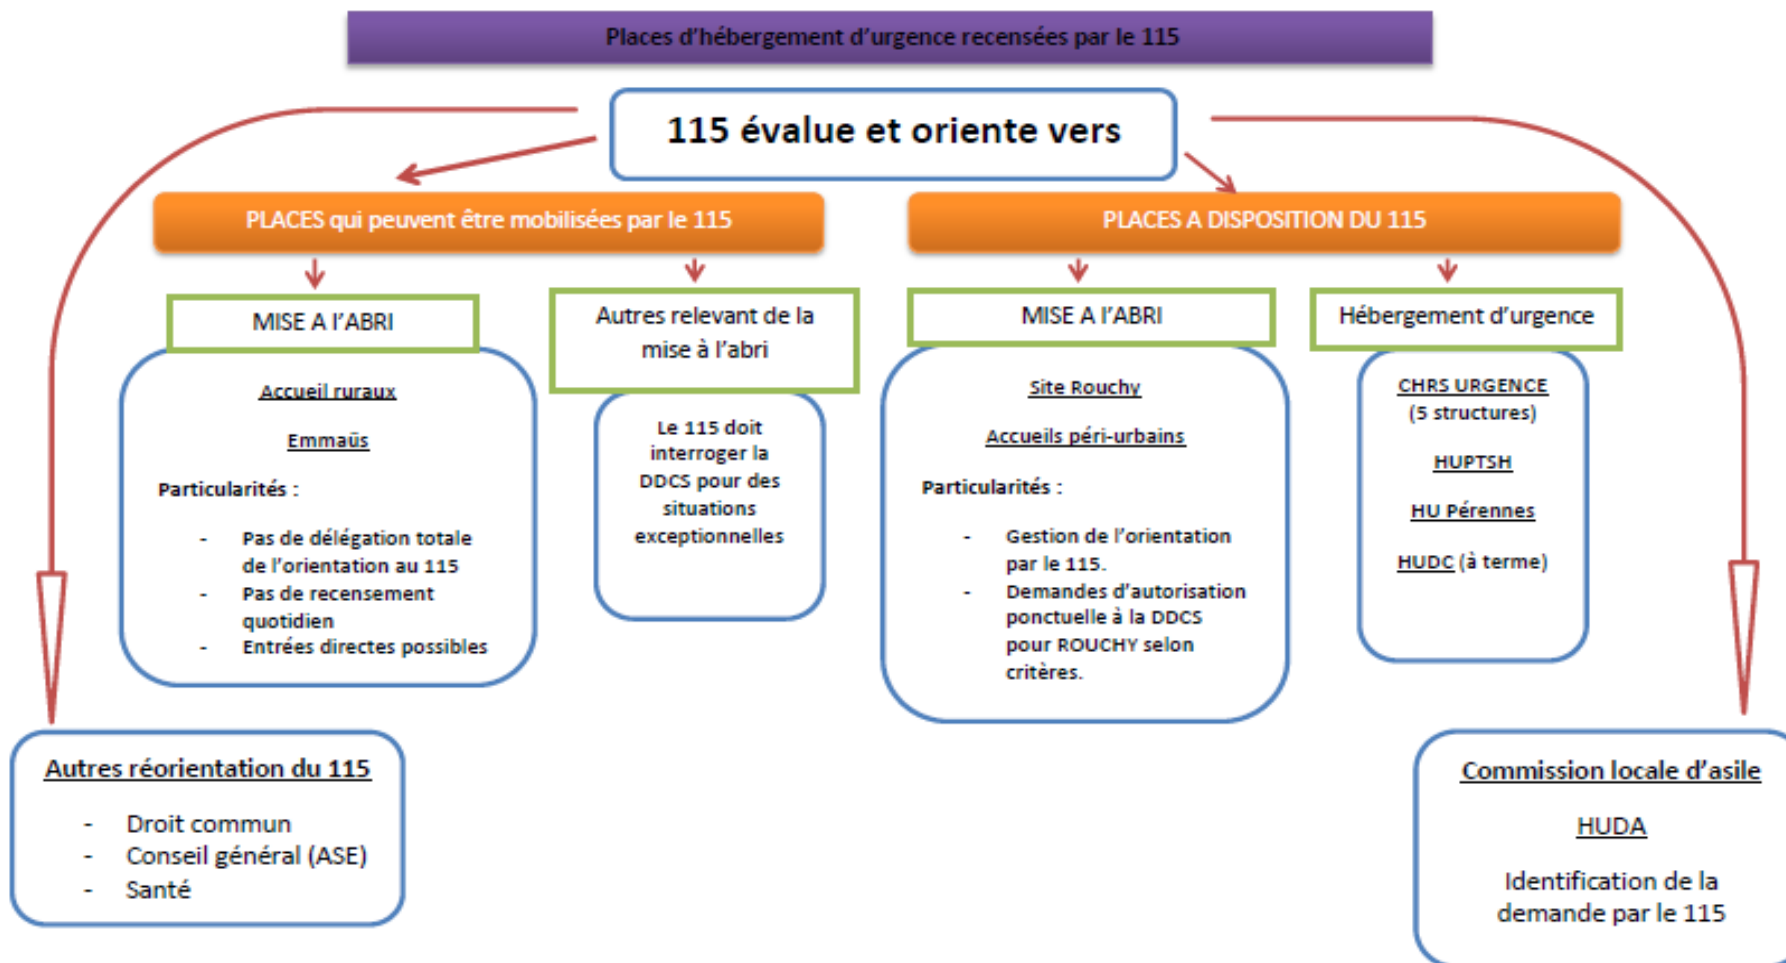 Places d'hébergement d'urgence recensées par le 115
115 évalue et oriente vers
PLACES qui peuvent être mobilisées par le 115
MISE A l'ABRI
Accueil ruraux
Emmaüs
Particularités :
- Pas de délégation totale
de l'orientation au 115
- Pas de recensement
quotidien
- Entrées directes possibles
Autres relevant de la
mise à l'abri
Le 115 doit
interroger la
DDCS pour des
situations
exceptionnelles
PLACES A DISPOSITION DU 115
MISE A l'ABRI
Site Rouchy
Accueils péri-urbains
Particularités :
- Gestion de l'orientation
par le 115.
- Demandes d'autorisation
ponctuelle à la DDCS
pour ROUCHY selon
critères.
Hébergement d'urgence
CHRS URGENCE
(5 structures)
HUPTSH
HU Pérennes
HUDC (à terme)
Autres réorientation du 115
- Droit commun
- Conseil général (ASE)
- Santé
Commission locale d'asile
HUDA
Identification de la
demande par le 115